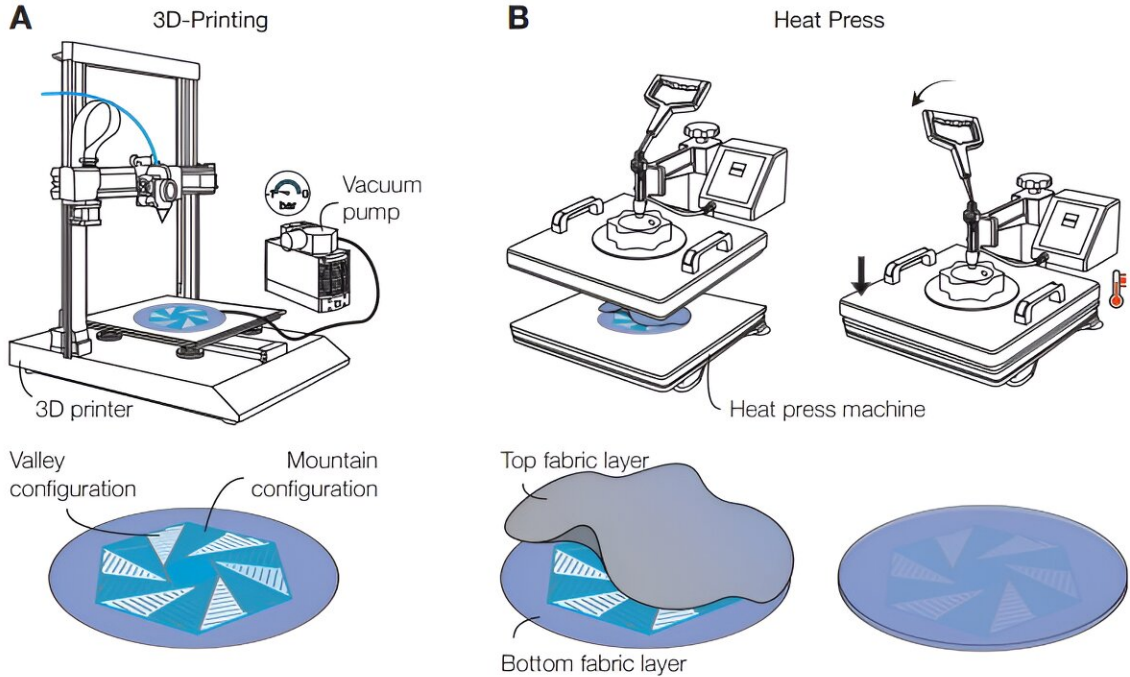 A
3D-Printing
B
Heat Press
Vacuum
pump
bar
3D printer
Heat press machine
Valley
configuration
Mountain
configuration
Top fabric layer
Bottom fabric layer